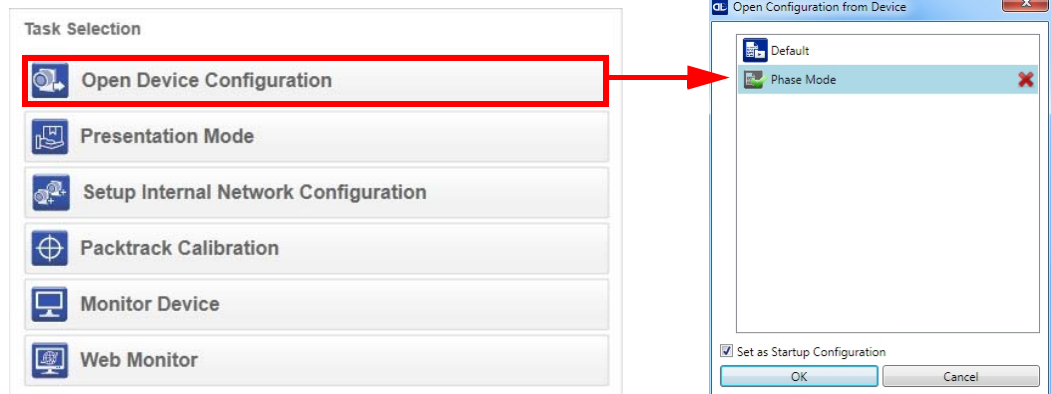 Task Selection
Open Device Configuration
Presentation Mode
Setup Internal Network Configuration
Packtrack Calibration
Monitor Device
Web Monitor
Open Configuration from Device
Default
Phase Mode
Set as Startup Configuration
OK
Cancel